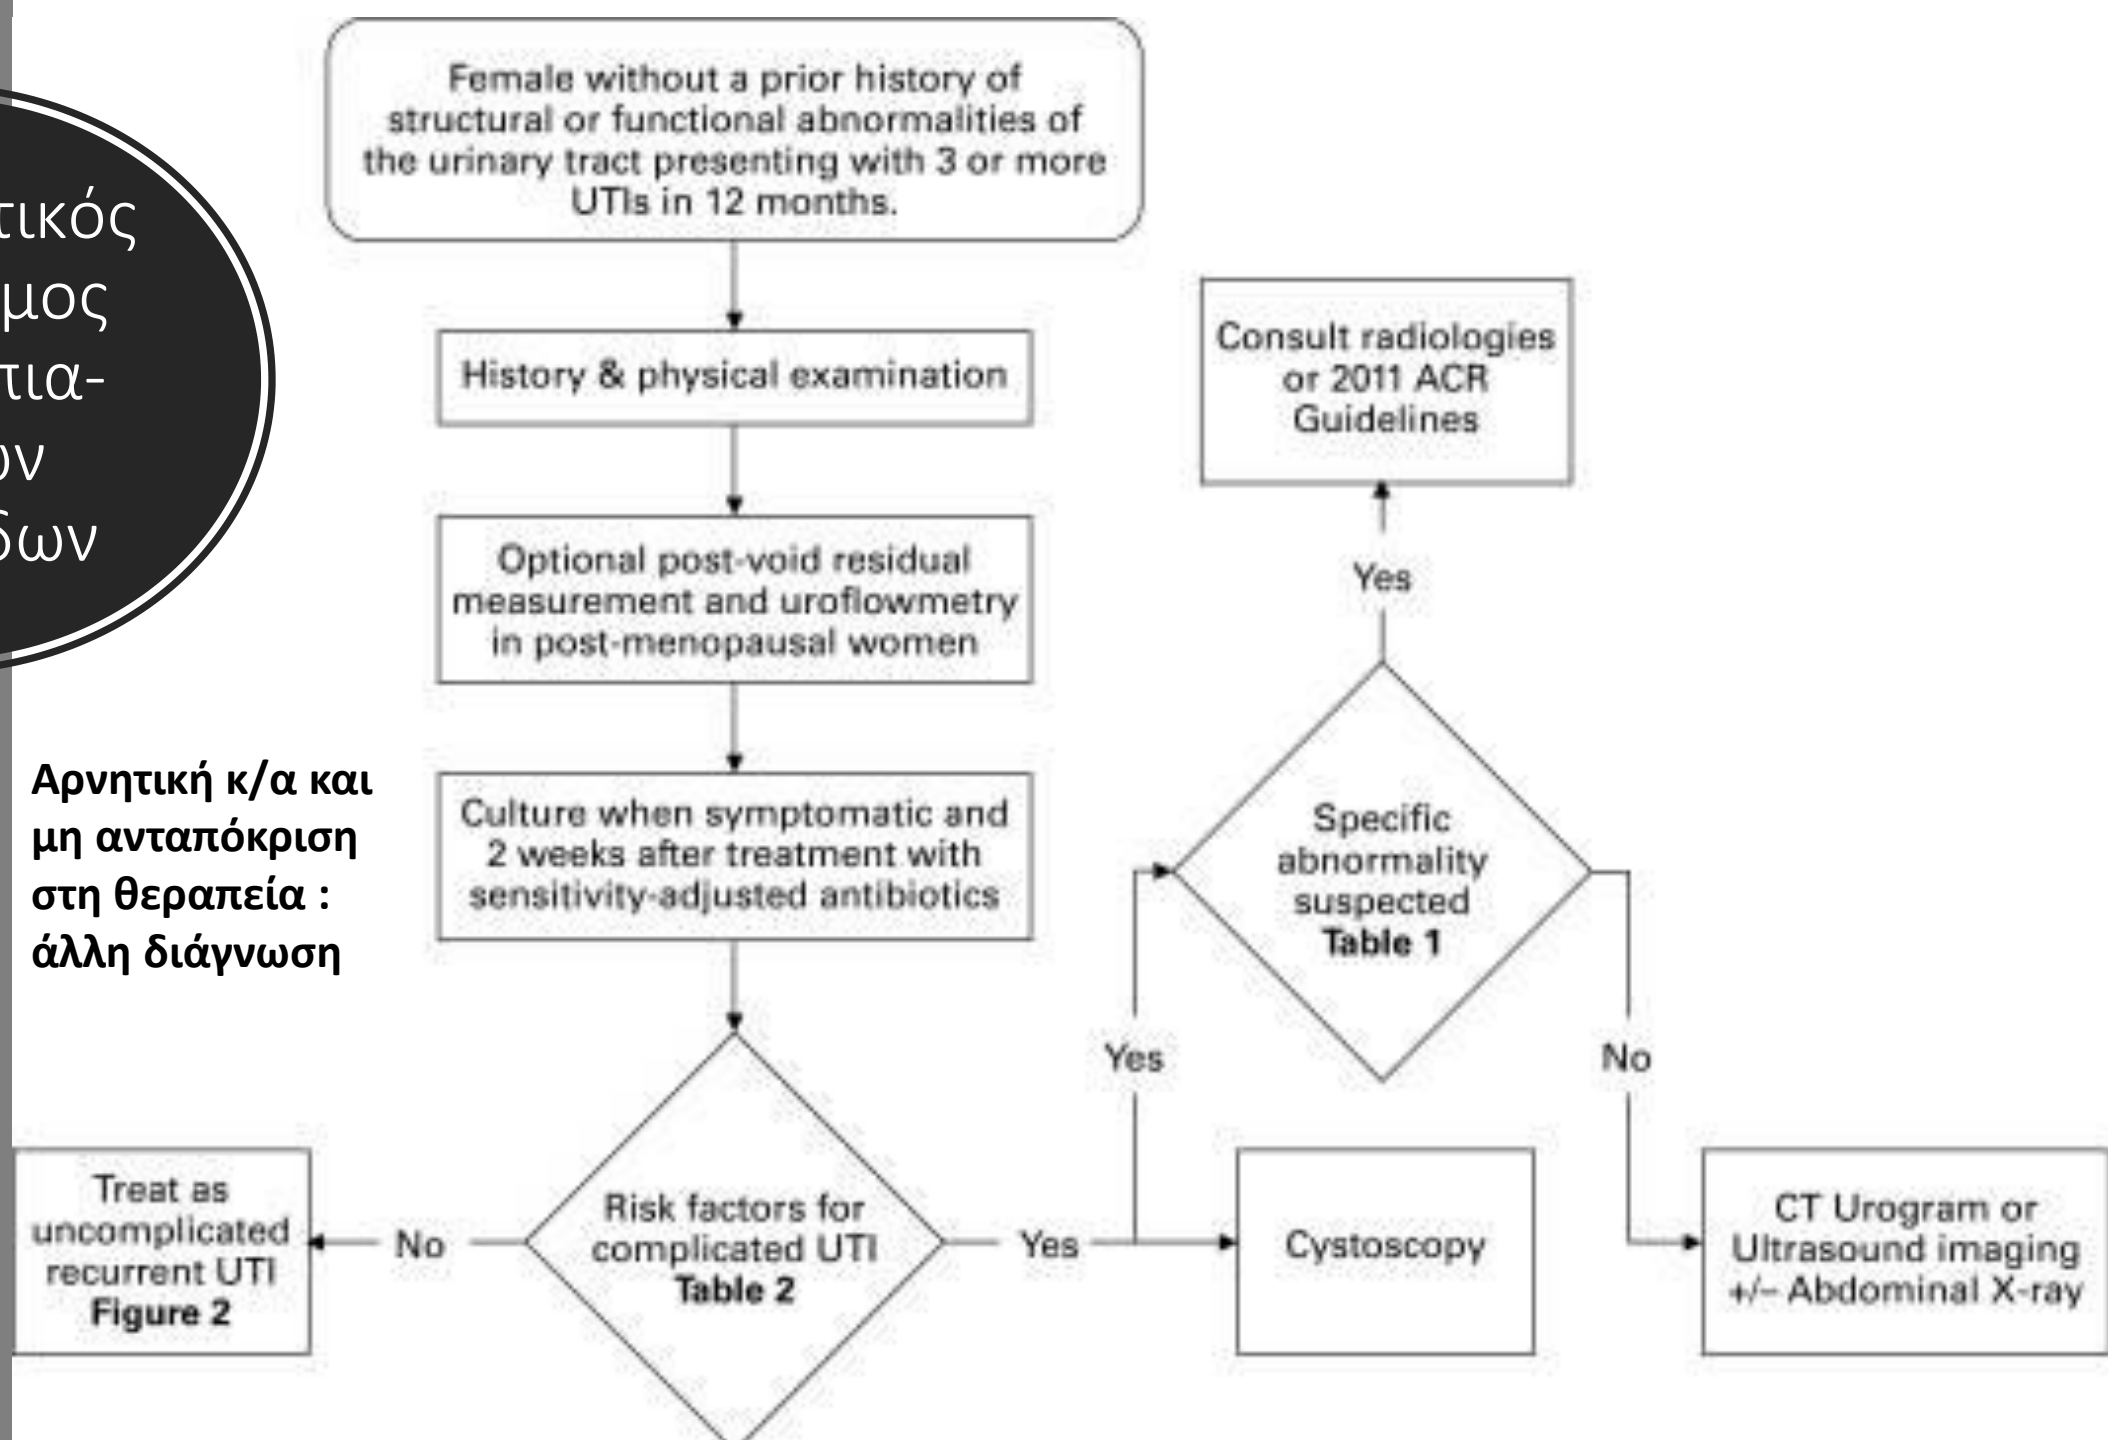 Female without a prior history of
structural or functional abnormalities of
the urinary tract presenting with 3 or more
UTIs in 12 months.
τικός
μος
πια-
ων
δων
History & physical examination
Consult radiologies
or 2011 ACR
Guidelines
Optional post-void residual
measurement and uroflowmetry
in post-menopausal women
Yes
Αρνητική κ/α και
μη ανταπόκριση
στη θεραπεία :
άλλη διάγνωση
Culture when symptomatic and
2 weeks after treatment with
sensitivity-adjusted antibiotics
Specific
abnormality
suspected
Table 1
Yes
No
Treat as
uncomplicated
recurrent UTI
Figure 2
No
Risk factors for
complicated UTI
Table 2
Yes
Cystoscopy
CT Urogram or
Ultrasound imaging
+/– Abdominal X-ray